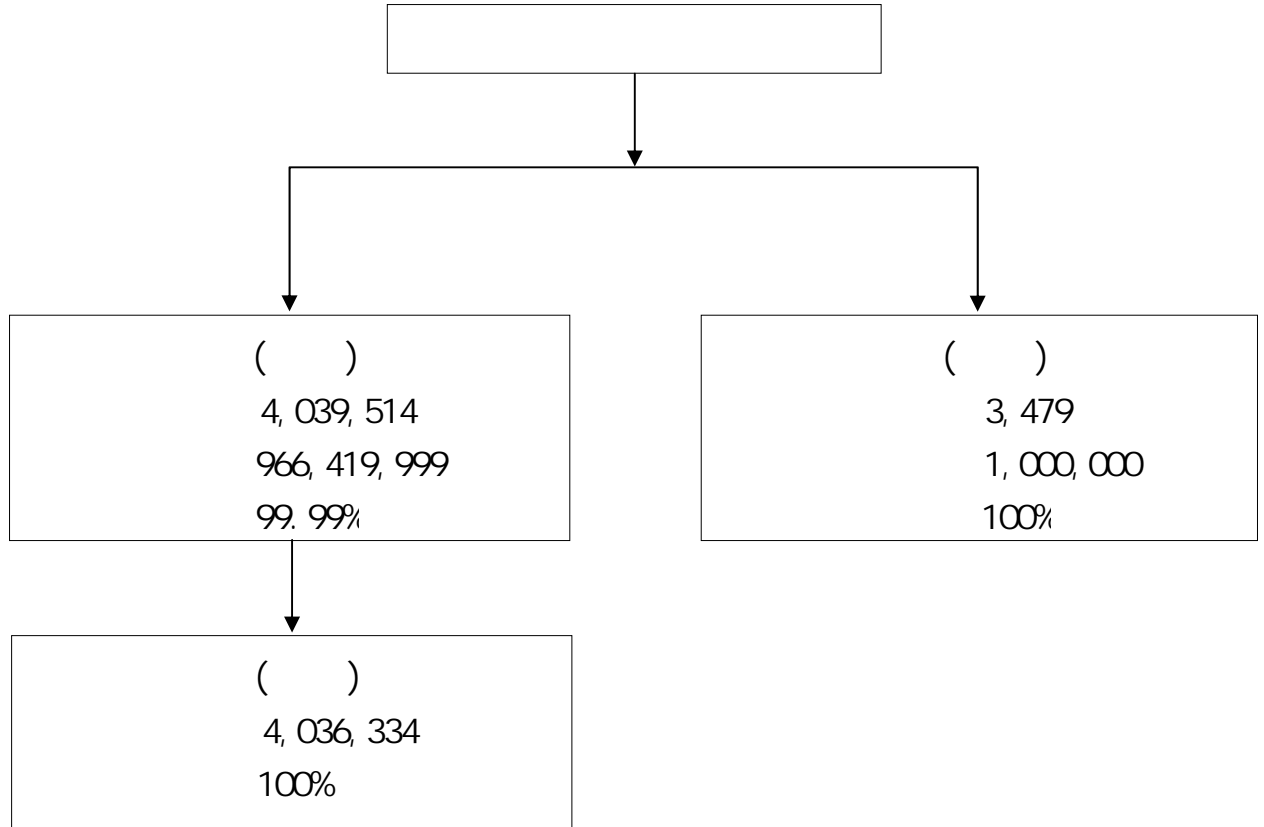 ( )
4, 039, 514
966, 419, 999
99. 99%
( )
3, 479
1, 000, 000
100%
( )
4, 036, 334
100%